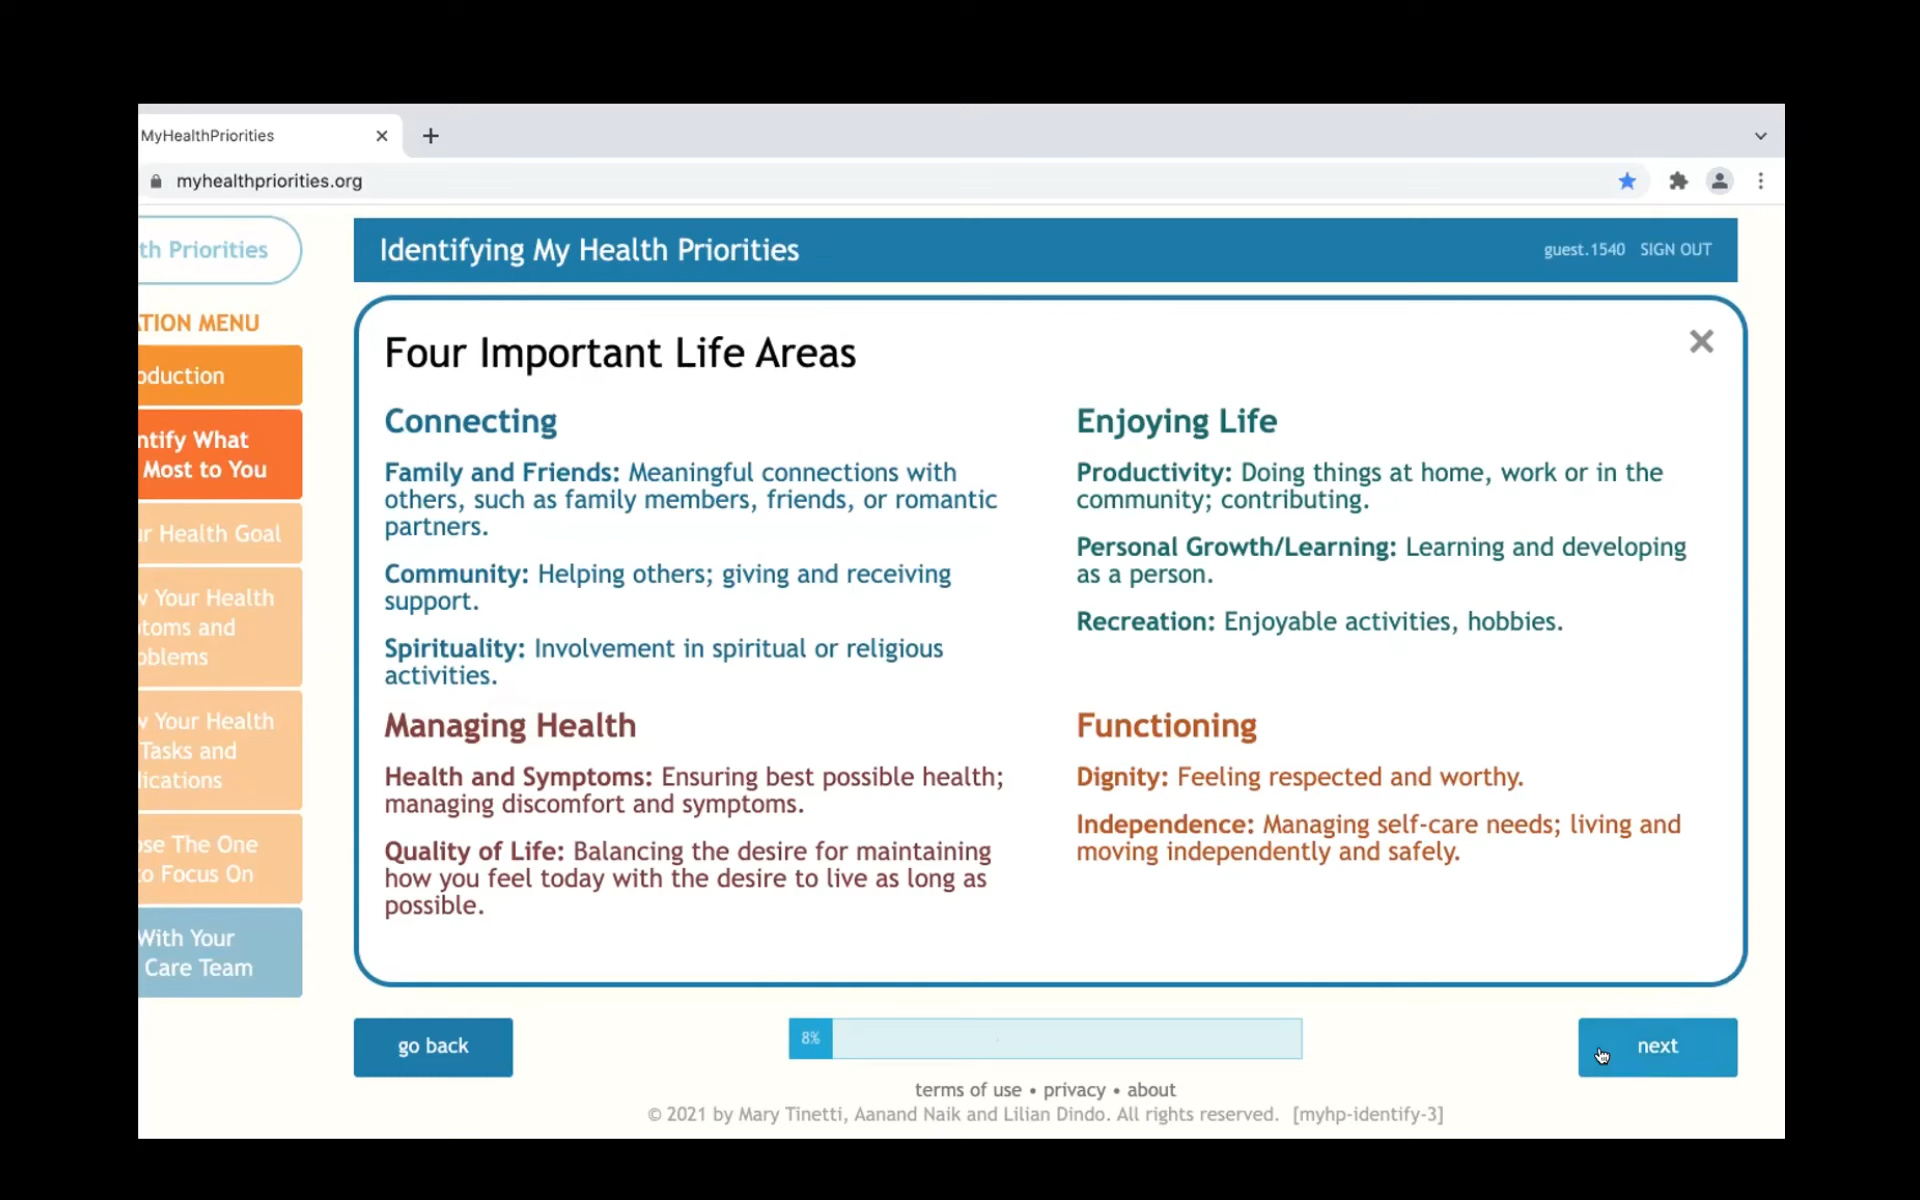 MyHealthPriorities
myhealthpriorities.org
th Priorities
Identifying My Health Priorities
guest.1540 SIGN OUT
TION MENU
oduction
ntify What
Most to You
ur Health Goal
w Your Health
toms and
oblems
w Your Health
Tasks and
lications
ose The One
to Focus On
With Your
Care Team
Four Important Life Areas
Connecting
Family and Friends: Meaningful connections with
others, such as family members, friends, or romantic
partners.
Community: Helping others; giving and receiving
support.
Spirituality: Involvement in spiritual or religious
activities.
Enjoying Life
Productivity: Doing things at home, work or in the
community; contributing.
Personal Growth/Learning: Learning and developing
as a person.
Recreation: Enjoyable activities, hobbies.
Managing Health
Health and Symptoms: Ensuring best possible health;
managing discomfort and symptoms.
Quality of Life: Balancing the desire for maintaining
how you feel today with the desire to live as long as
possible.
Functioning
Dignity: Feeling respected and worthy.
Independence: Managing self-care needs; living and
moving independently and safely.
go back
8%
next
terms of use • privacy • about
© 2021 by Mary Tinetti, Aanand Naik and Lilian Dindo. All rights reserved. [myhp-identify-3]